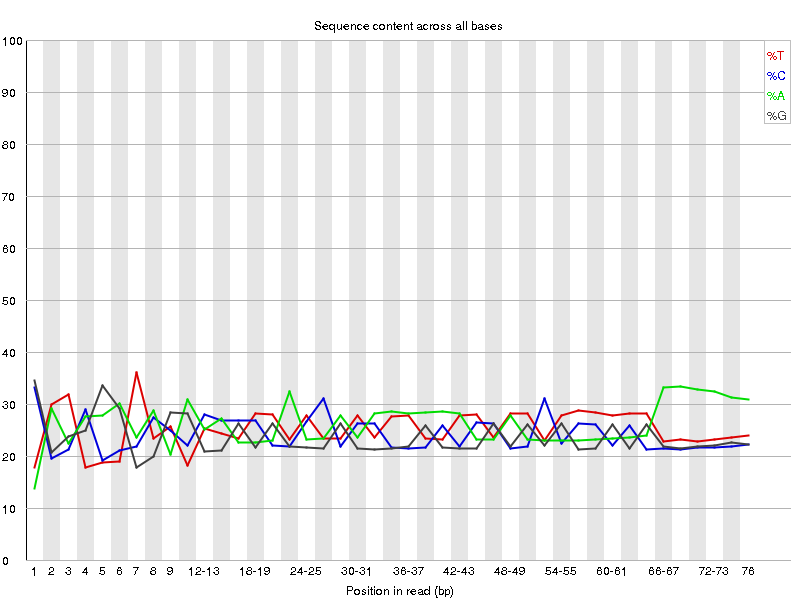 Sequence content across all bases
100
90
80
70
60
50
40
30
20
10
0
%T
%C
%A
%G
1 2 3 4 5 6 7 8 9 12-13 18-19 24-25 30-31 36-37 42-43 48-49 54-55 60-61 66-67 72-73 76
Position in read (bp)